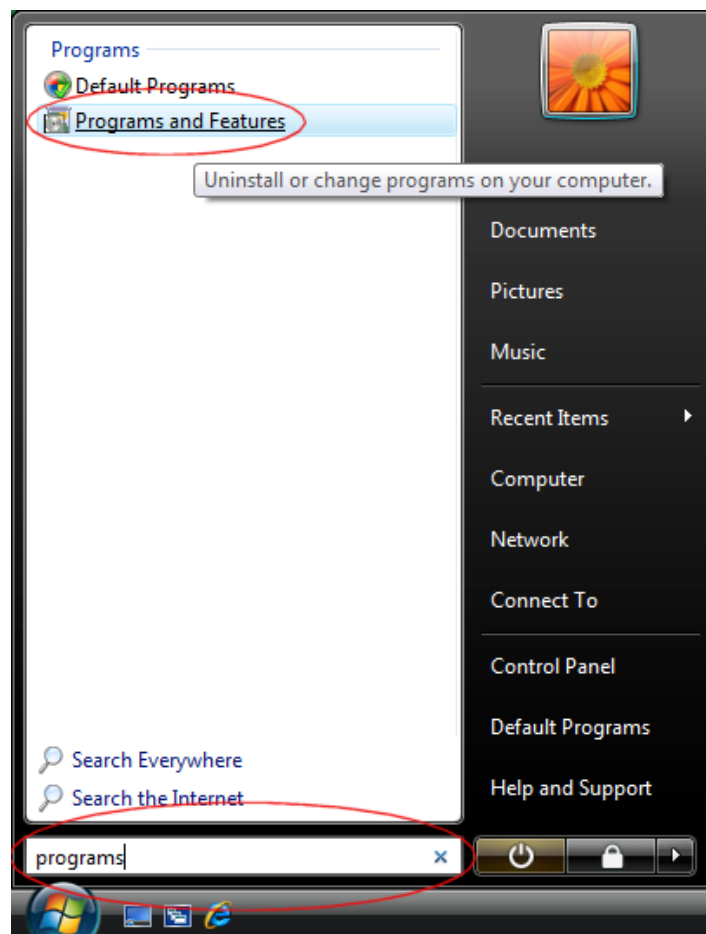 Programs
Default Programs
Programs and Features
Uninstall or change programs on your computer.
Search Everywhere
Search the Internet
programs
Documents
Pictures
Music
Recent Items
Computer
Network
Connect To
Control Panel
Default Programs
Help and Support